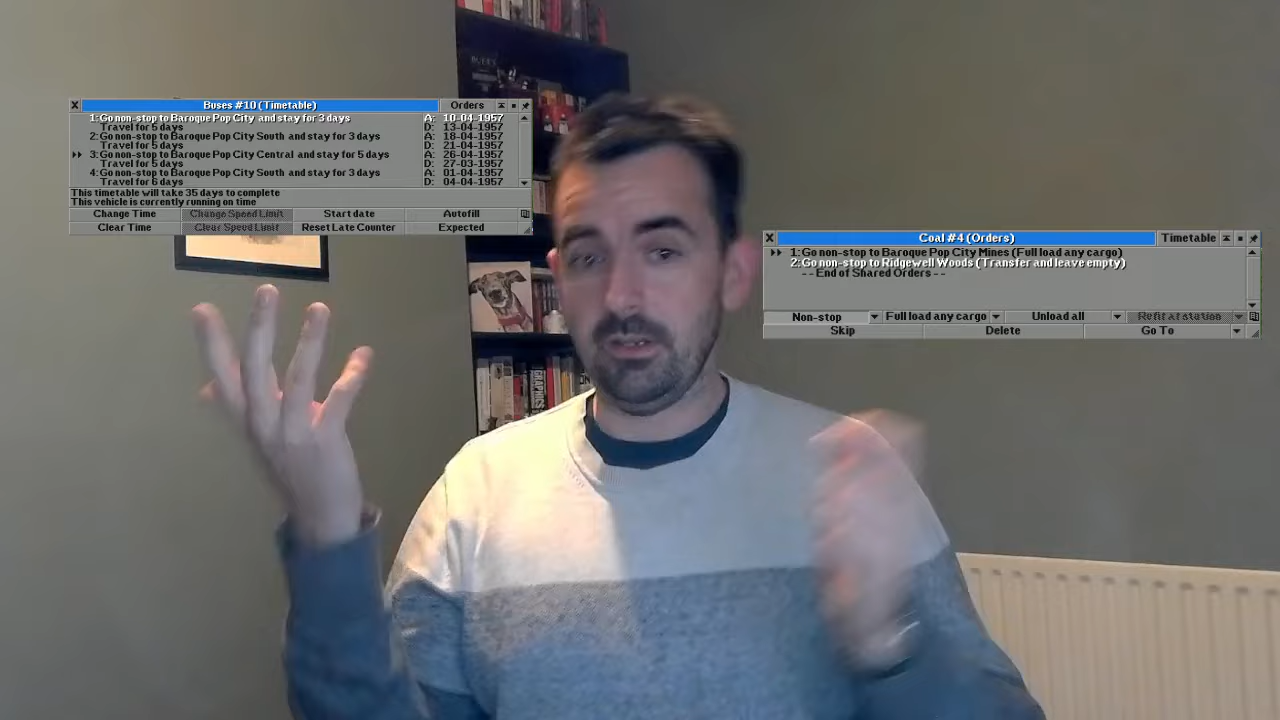 X Buses #10 (Timetable) Orders
1: Go non-stop to Baroque Pop City and stay for 3 days A: 10-04-1957
Travel for 5 days D: 13-04-1957
2: Go non-stop to Baroque Pop City South and stay for 3 days A: 18-04-1957
Travel for 5 days D: 21-04-1957
3: Go non-stop to Baroque Pop City Central and stay for 5 days A: 26-04-1957
Travel for 5 days D: 27-03-1957
4: Go non-stop to Baroque Pop City South and stay for 3 days A: 01-04-1957
Travel for 6 days D: 04-04-1957
This timetable will take 35 days to complete
This vehicle is currently running on time
Change Time Change Speed Limit Start date Autofill
Clear Time Clear Speed Limit Reset Late Counter Expected
X Coal #4 (Orders) Timetable
1: Go non-stop to Baroque Pop City Mines (Full load any cargo)
2: Go non-stop to Ridgewell Woods (Transfer and leave empty)
- - End of Shared Orders - -
Non-stop Full load any cargo Unload all Refit at station
Skip Delete Go To
GRAPHICS